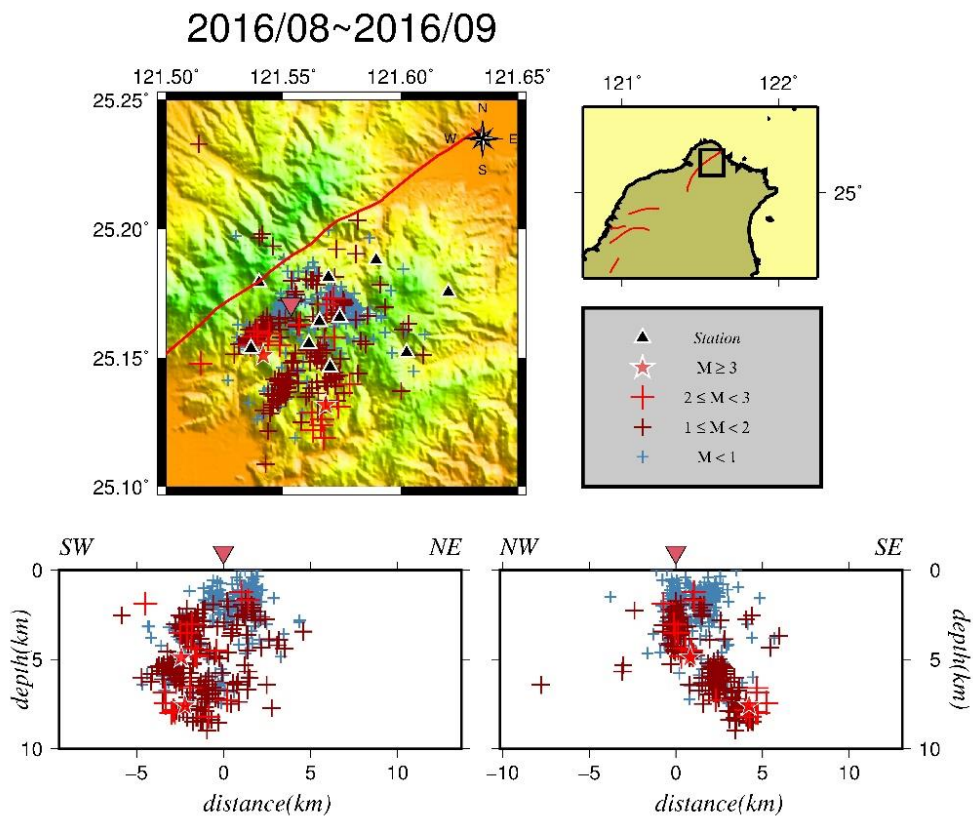 2016/08~2016/09
121.50° 121.55° 121.60° 121.65°
25.25°
25.20°
25.15°
25.10°
N
W E
S
121° 122°
25°
Station
M ≥ 3
2 ≤ M < 3
1 ≤ M < 2
M < 1
SW NE
0
5
10
depth(km)
−5 0 5 10
distance(km)
NW SE
0
5
10
depth(km)
−10 −5 0 5 10
distance(km)